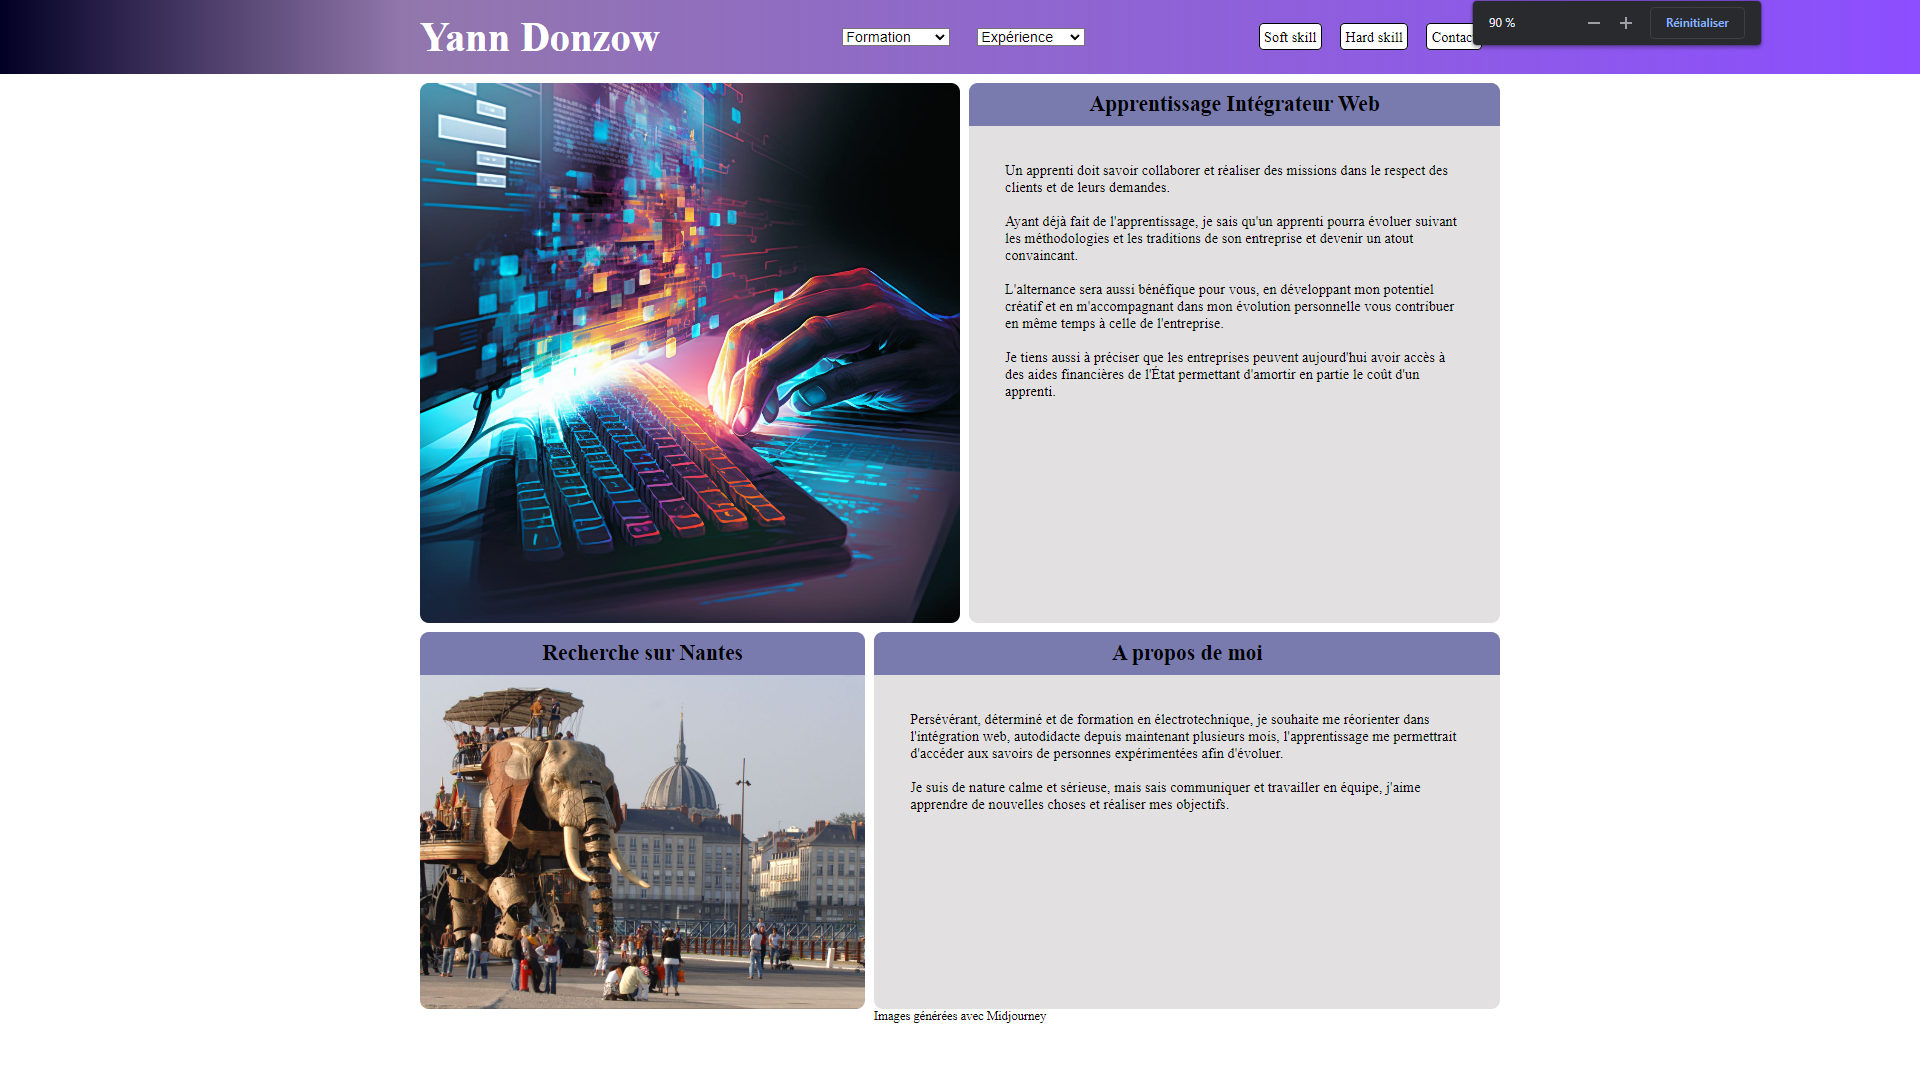 Yann Donzow
Formation
Expérience
Soft skill
Hard skill
Contac
90 %
Réinitialiser
Apprentissage Intégrateur Web
Un apprenti doit savoir collaborer et réaliser des missions dans le respect des
clients et de leurs demandes.
Ayant déjà fait de l'apprentissage, je sais qu'un apprenti pourra évoluer suivant
les méthodologies et les traditions de son entreprise et devenir un atout
convaincant.
L'alternance sera aussi bénéfique pour vous, en développant mon potentiel
créatif et en m'accompagnant dans mon évolution personnelle vous contribuer
en même temps à celle de l'entreprise.
Je tiens aussi à préciser que les entreprises peuvent aujourd'hui avoir accès à
des aides financières de l'État permettant d'amortir en partie le coût d'un
apprenti.
Recherche sur Nantes
A propos de moi
Persévérant, déterminé et de formation en électrotechnique, je souhaite me réorienter dans
l'intégration web, autodidacte depuis maintenant plusieurs mois, l'apprentissage me permettrait
d'accéder aux savoirs de personnes expérimentées afin d'évoluer.
Je suis de nature calme et sérieuse, mais sais communiquer et travailler en équipe, j'aime
apprendre de nouvelles choses et réaliser mes objectifs.
Images générées avec Midjourney